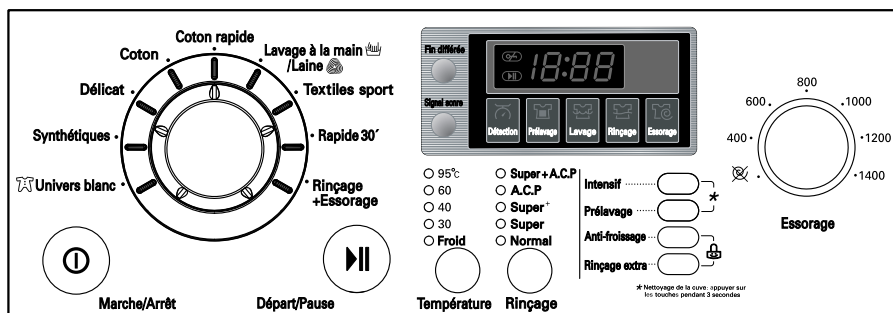 Coton rapide
Coton
Lavage à la main
/Laine
Délicat
Textiles sport
Synthétiques
Rapide 30´
Univers blanc
Rinçage
+Essorage
Marche/Arrêt
Départ/Pause
Fin différée
Signal sonre
18:88
Détection
Prélavage
Lavage
Rinçage
Essorage
95°c
60
40
30
Froid
Température
Super+A.C.P
A.C.P
Super+
Super
Normal
Rinçage
Intensif
Prélavage
Anti-froissage
Rinçage extra
*
* Nettoyage de la cuve: appuyer sur
les touches pendant 3 secondes
400
600
800
1000
1200
1400
Essorage